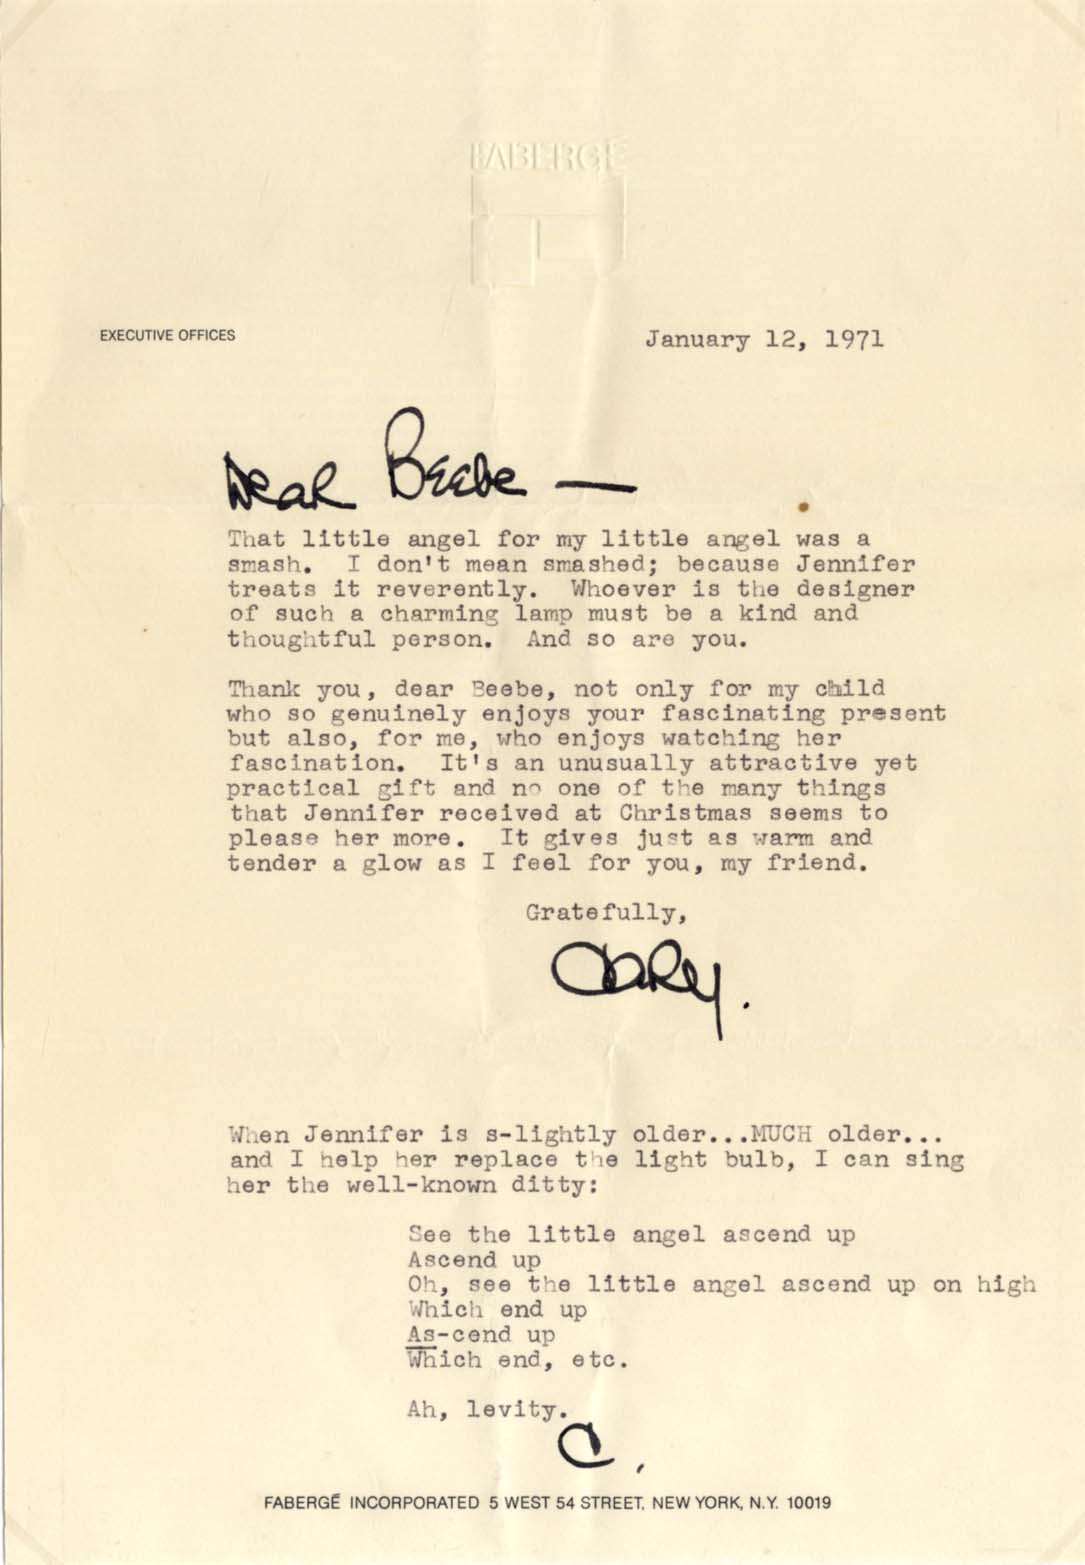 FABERGÉ
EXECUTIVE OFFICES
January 12, 1971
Dear Beebe —
That little angel for my little angel was a
smash. I don't mean smashed; because Jennifer
treats it reverently. Whoever is the designer
of such a charming lamp must be a kind and
thoughtful person. And so are you.
Thank you, dear Beebe, not only for my child
who so genuinely enjoys your fascinating present
but also, for me, who enjoys watching her
fascination. It's an unusually attractive yet
practical gift and no one of the many things
that Jennifer received at Christmas seems to
please her more. It gives just as warm and
tender a glow as I feel for you, my friend.
Gratefully,
Cary.
When Jennifer is s-lightly older...MUCH older...
and I help her replace the light bulb, I can sing
her the well-known ditty:
See the little angel ascend up
Ascend up
Oh, see the little angel ascend up on high
Which end up
As-cend up
Which end, etc.
Ah, levity.
C.
FABERGÉ INCORPORATED 5 WEST 54 STREET, NEW YORK, N.Y. 10019